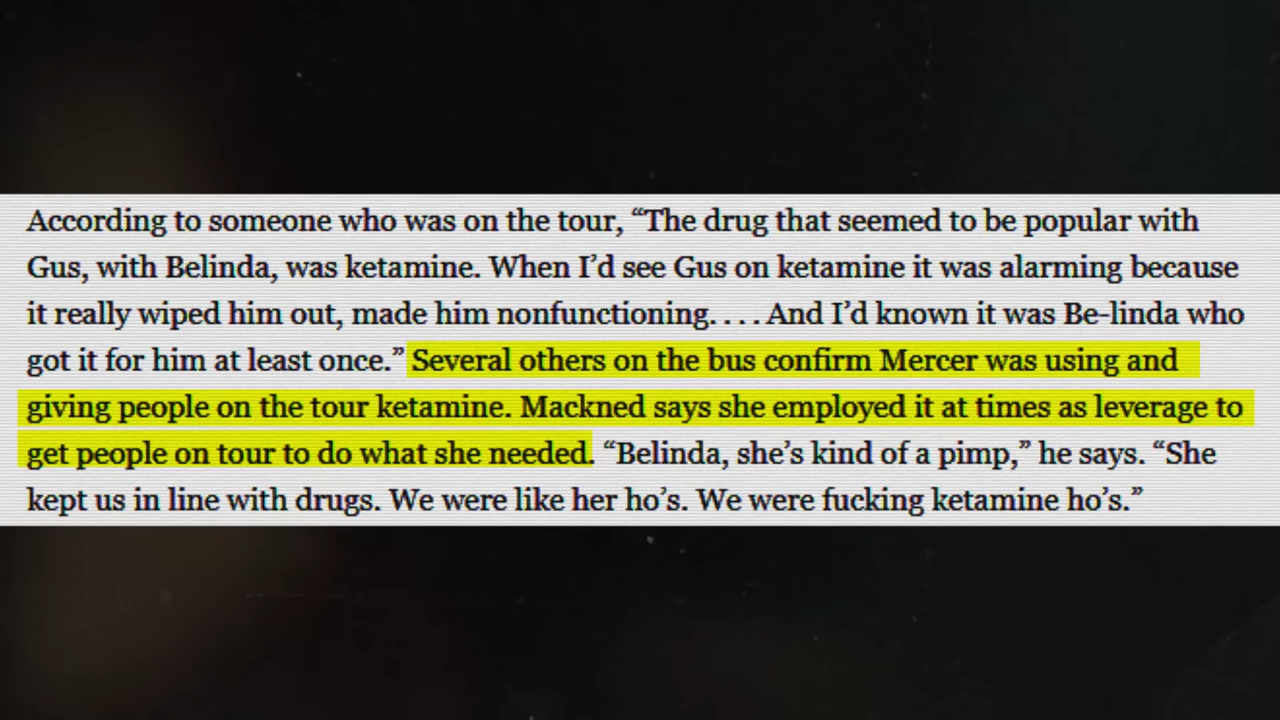 According to someone who was on the tour, “The drug that seemed to be popular with
Gus, with Belinda, was ketamine. When I’d see Gus on ketamine it was alarming because
it really wiped him out, made him nonfunctioning. . . . And I’d known it was Be-linda who
got it for him at least once.” Several others on the bus confirm Mercer was using and
giving people on the tour ketamine. Mackned says she employed it at times as leverage to
get people on tour to do what she needed. “Belinda, she’s kind of a pimp,” he says. “She
kept us in line with drugs. We were like her ho’s. We were fucking ketamine ho’s.”